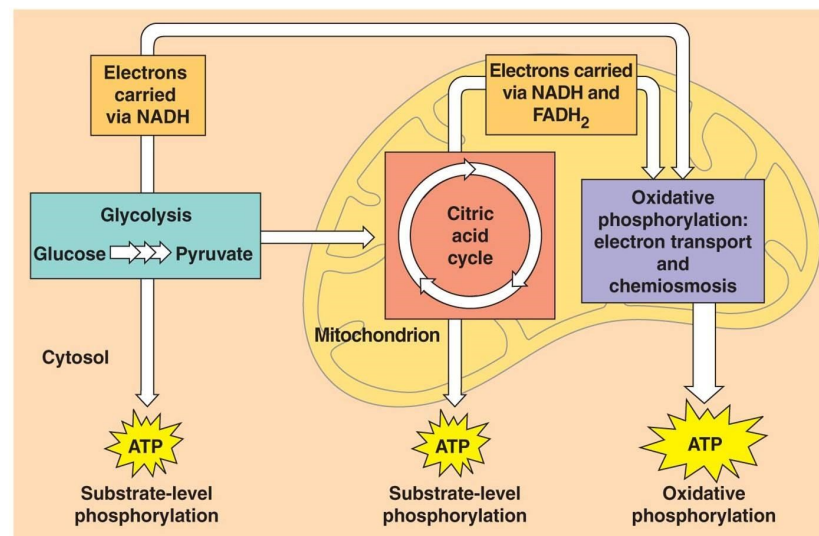 Electrons
carried
via NADH
Electrons carried
via NADH and
FADH₂
Glycolysis
Glucose Pyruvate
Citric
acid
cycle
Oxidative
phosphorylation:
electron transport
and
chemiosmosis
Mitochondrion
Cytosol
ATP
ATP
ATP
Substrate-level
phosphorylation
Substrate-level
phosphorylation
Oxidative
phosphorylation